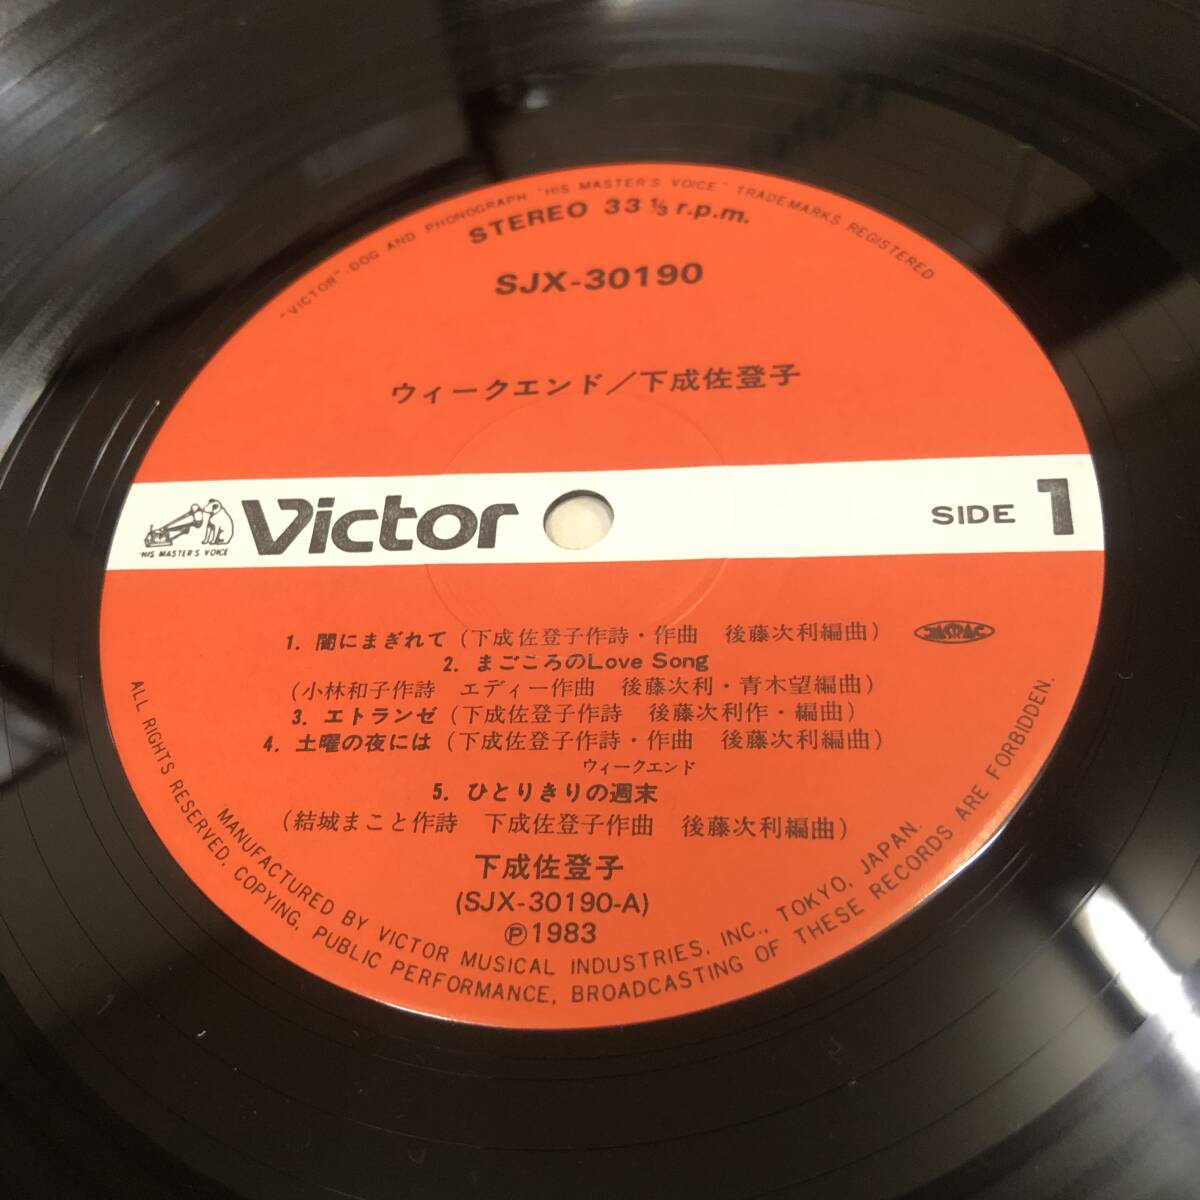 "VICTOR"-DOG AND PHONOGRAPH "HIS MASTER'S VOICE" TRADEMARKS REGISTERED
STEREO 33 1/3 r.p.m.
SJX-30190
ウィークエンド/下成佐登子
"HIS MASTER'S VOICE
Victor
SIDE 1
1. 闇にまぎれて (下成佐登子作詩・作曲 後藤次利編曲)
JASRAC
2. まごころのLove Song
(小林和子作詩 エディー作曲 後藤次利・青木望編曲)
3. エトランゼ (下成佐登子作詩 後藤次利作・編曲)
4. 土曜の夜には (下成佐登子作詩・作曲 後藤次利編曲)
ウィークエンド
5. ひとりきりの週末
(結城まこと作詩 下成佐登子作曲 後藤次利編曲)
下成佐登子
(SJX-30190-A)
Ⓟ1983
MANUFACTURED BY VICTOR MUSICAL INDUSTRIES, INC., TOKYO, JAPAN.
ALL RIGHTS RESERVED. COPYING, PUBLIC PERFORMANCE, BROADCASTING OF THESE RECORDS ARE FORBIDDEN.